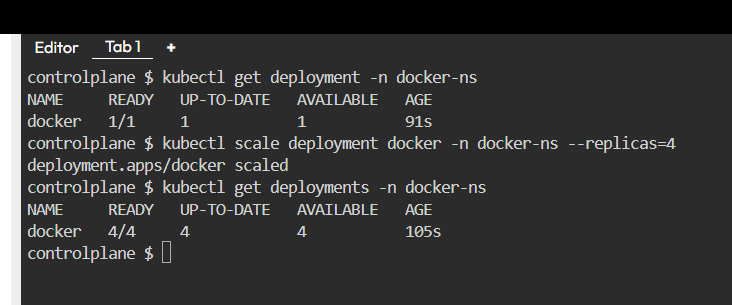 Editor Tab 1 +
controlplane $ kubectl get deployment -n docker-ns
NAME READY UP-TO-DATE AVAILABLE AGE
docker 1/1 1 1 91s
controlplane $ kubectl scale deployment docker -n docker-ns --replicas=4
deployment.apps/docker scaled
controlplane $ kubectl get deployments -n docker-ns
NAME READY UP-TO-DATE AVAILABLE AGE
docker 4/4 4 4 105s
controlplane $